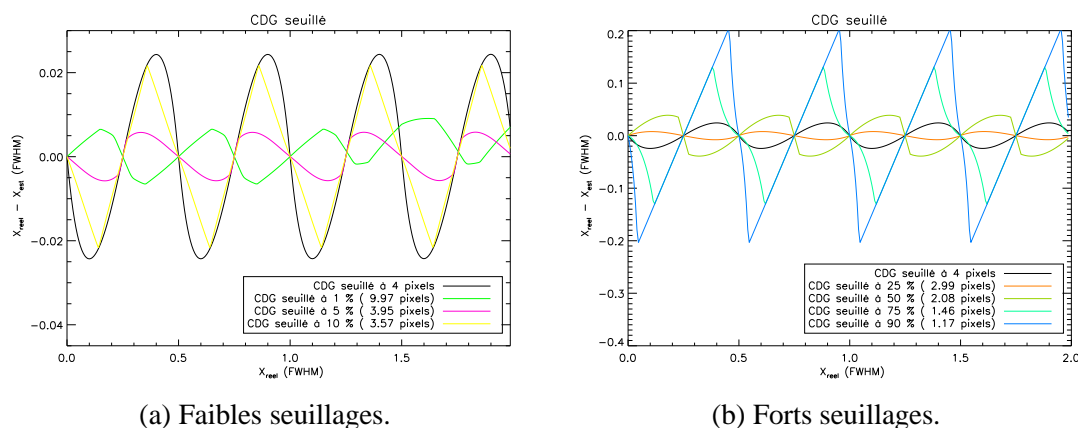 CDG seuillé
0.02
0.00
−0.02
−0.04
X_reel − X_est (FWHM)
0.0 0.5 1.0 1.5
X_reel (FWHM)
CDG seuillé à 4 pixels
CDG seuillé à 1 % ( 9.97 pixels)
CDG seuillé à 5 % ( 3.95 pixels)
CDG seuillé à 10 % ( 3.57 pixels)
(a) Faibles seuillages.
CDG seuillé
0.2
0.1
0.0
−0.1
−0.2
−0.3
−0.4
X_reel − X_est (FWHM)
0.0 0.5 1.0 1.5 2.0
X_reel (FWHM)
CDG seuillé à 4 pixels
CDG seuillé à 25 % ( 2.99 pixels)
CDG seuillé à 50 % ( 2.08 pixels)
CDG seuillé à 75 % ( 1.46 pixels)
CDG seuillé à 90 % ( 1.17 pixels)
(b) Forts seuillages.